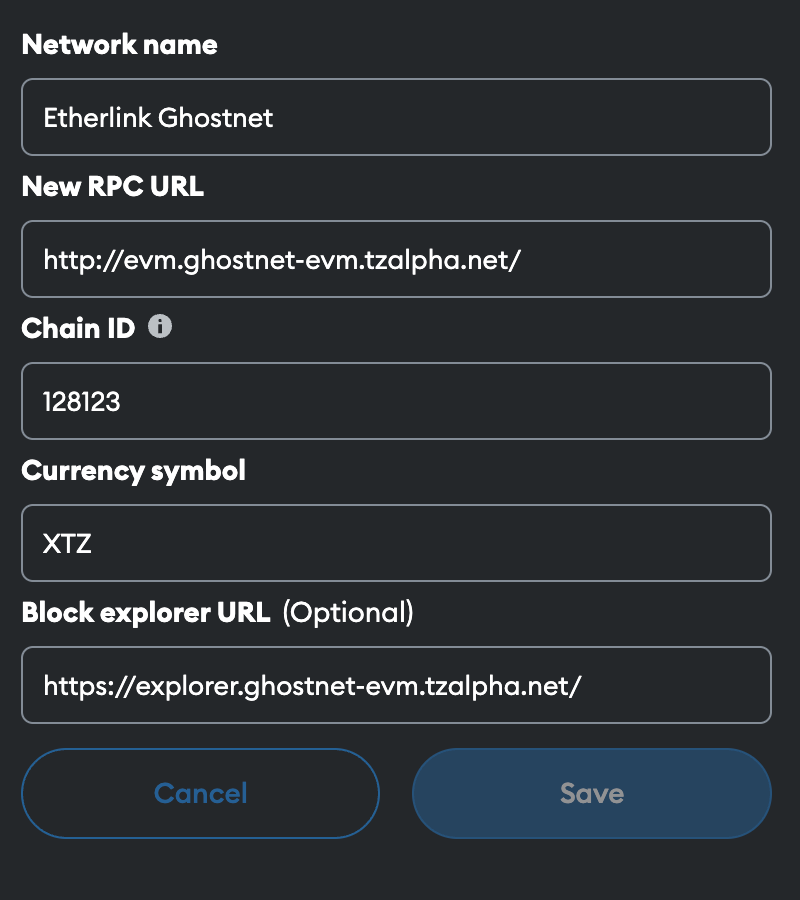 Network name
Etherlink Ghostnet
New RPC URL
http://evm.ghostnet-evm.tzalpha.net/
Chain ID
128123
Currency symbol
XTZ
Block explorer URL (Optional)
https://explorer.ghostnet-evm.tzalpha.net/
Cancel
Save